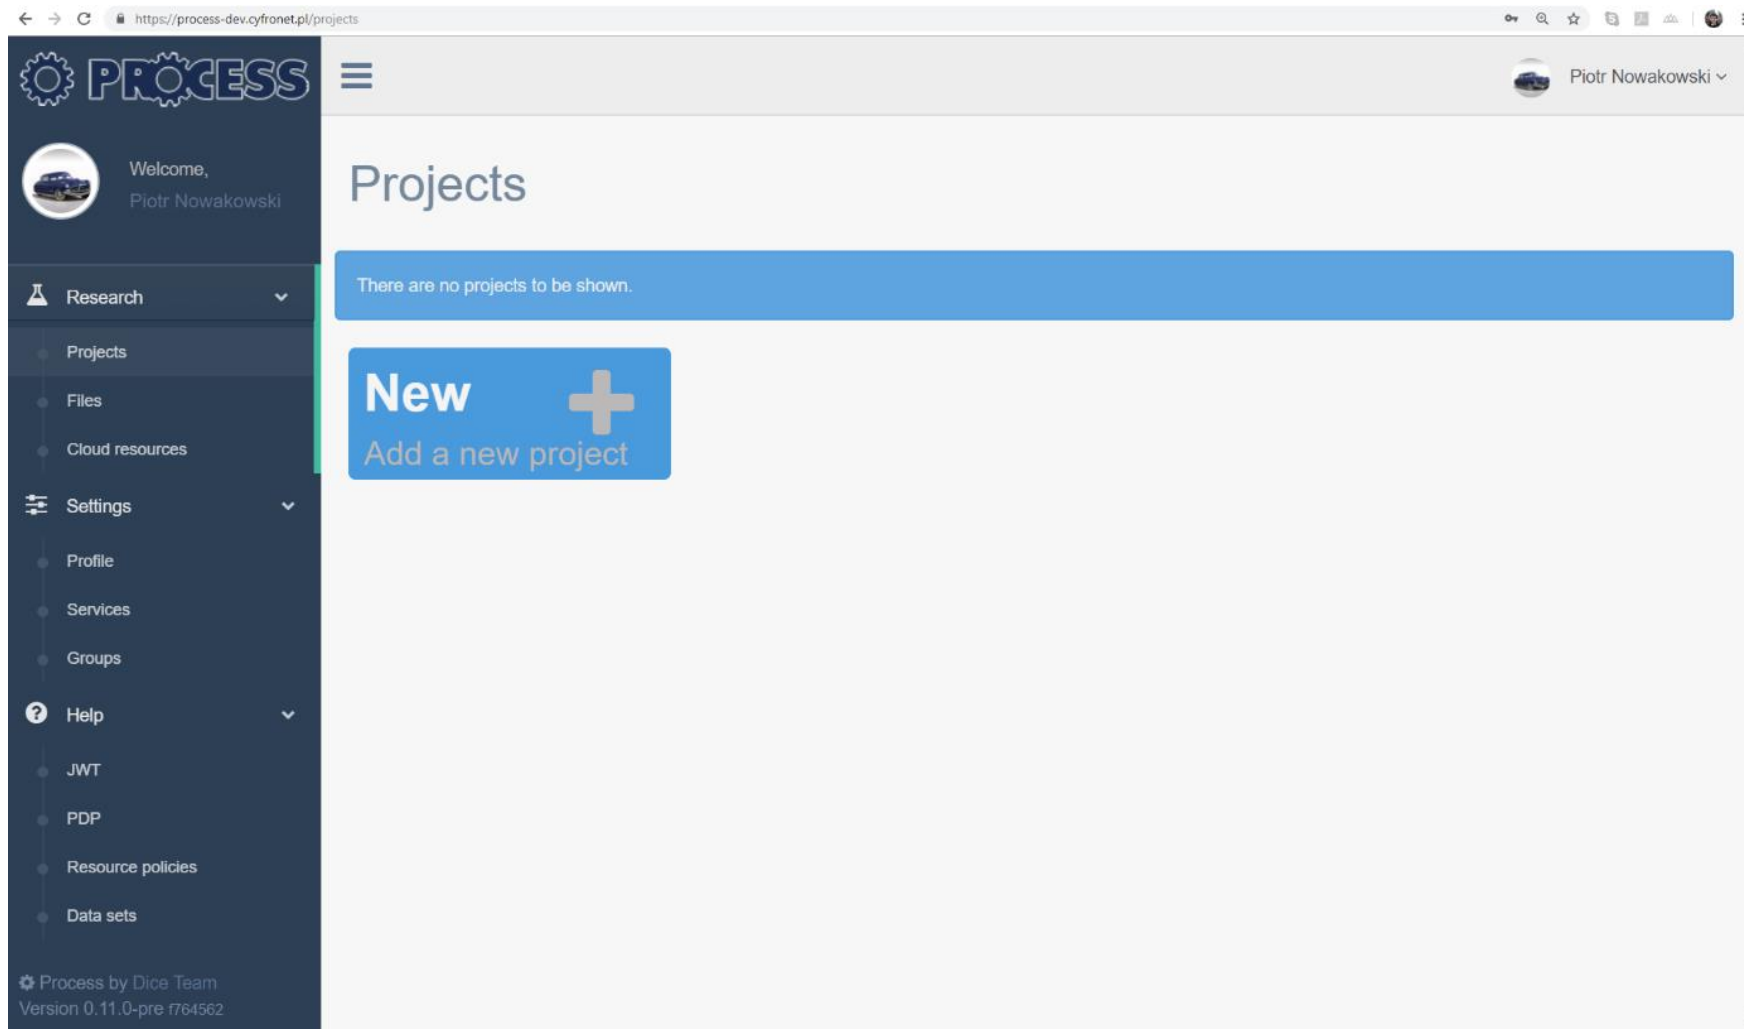 https://process-dev.cyfronet.pl/projects
PROCESS
Piotr Nowakowski
Welcome,
Piotr Nowakowski
Projects
There are no projects to be shown.
New
Add a new project
Research
Projects
Files
Cloud resources
Settings
Profile
Services
Groups
Help
JWT
PDP
Resource policies
Data sets
Process by Dice Team
Version 0.11.0-pre f764562